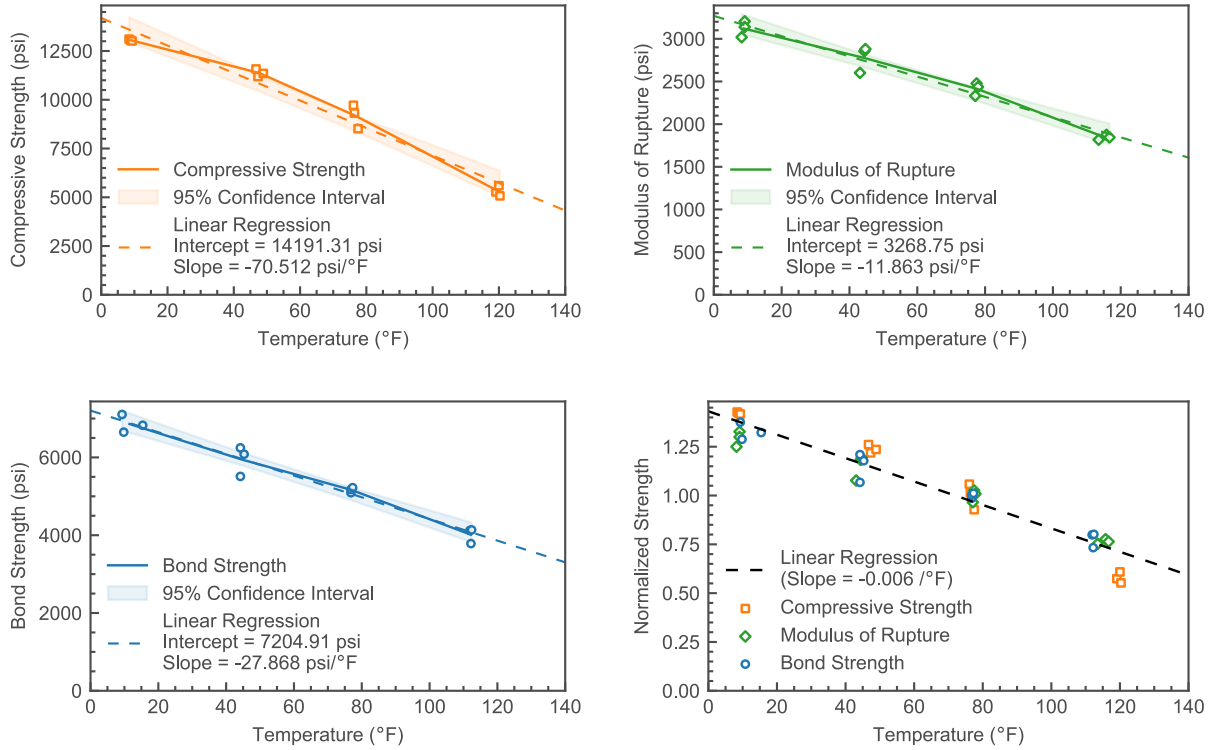 Compressive Strength (psi)
12500
10000
7500
5000
2500
0
Compressive Strength
95% Confidence Interval
Linear Regression
Intercept = 14191.31 psi
Slope = -70.512 psi/°F
0 20 40 60 80 100 120 140
Temperature (°F)
Modulus of Rupture (psi)
3000
2500
2000
1500
1000
500
0
Modulus of Rupture
95% Confidence Interval
Linear Regression
Intercept = 3268.75 psi
Slope = -11.863 psi/°F
0 20 40 60 80 100 120 140
Temperature (°F)
Bond Strength (psi)
6000
4000
2000
0
Bond Strength
95% Confidence Interval
Linear Regression
Intercept = 7204.91 psi
Slope = -27.868 psi/°F
0 20 40 60 80 100 120 140
Temperature (°F)
Normalized Strength
1.25
1.00
0.75
0.50
0.25
0.00
Linear Regression
(Slope = -0.006 /°F)
Compressive Strength
Modulus of Rupture
Bond Strength
0 20 40 60 80 100 120 140
Temperature (°F)